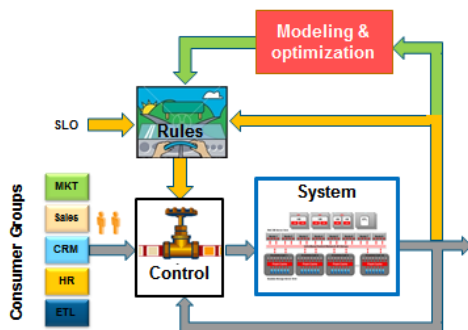 Modeling &
optimization
SLO
Rules
Consumer Groups
MKT
Sales
CRM
HR
ETL
Control
System